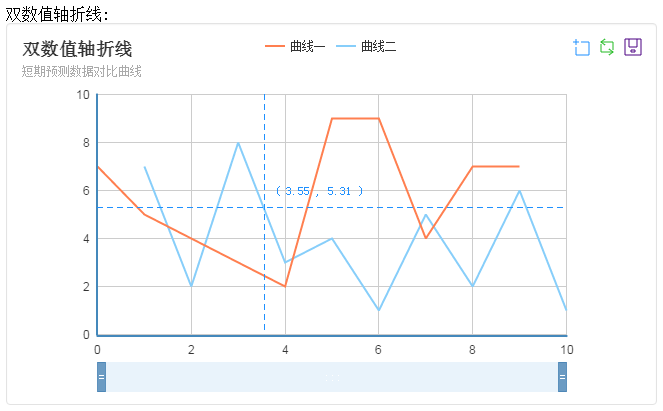 双数值轴折线：
双数值轴折线
曲线一 曲线二
短期预测数据对比曲线
10
8
( 3.55 , 5.31 )
6
4
2
0
0 2 4 6 8 10